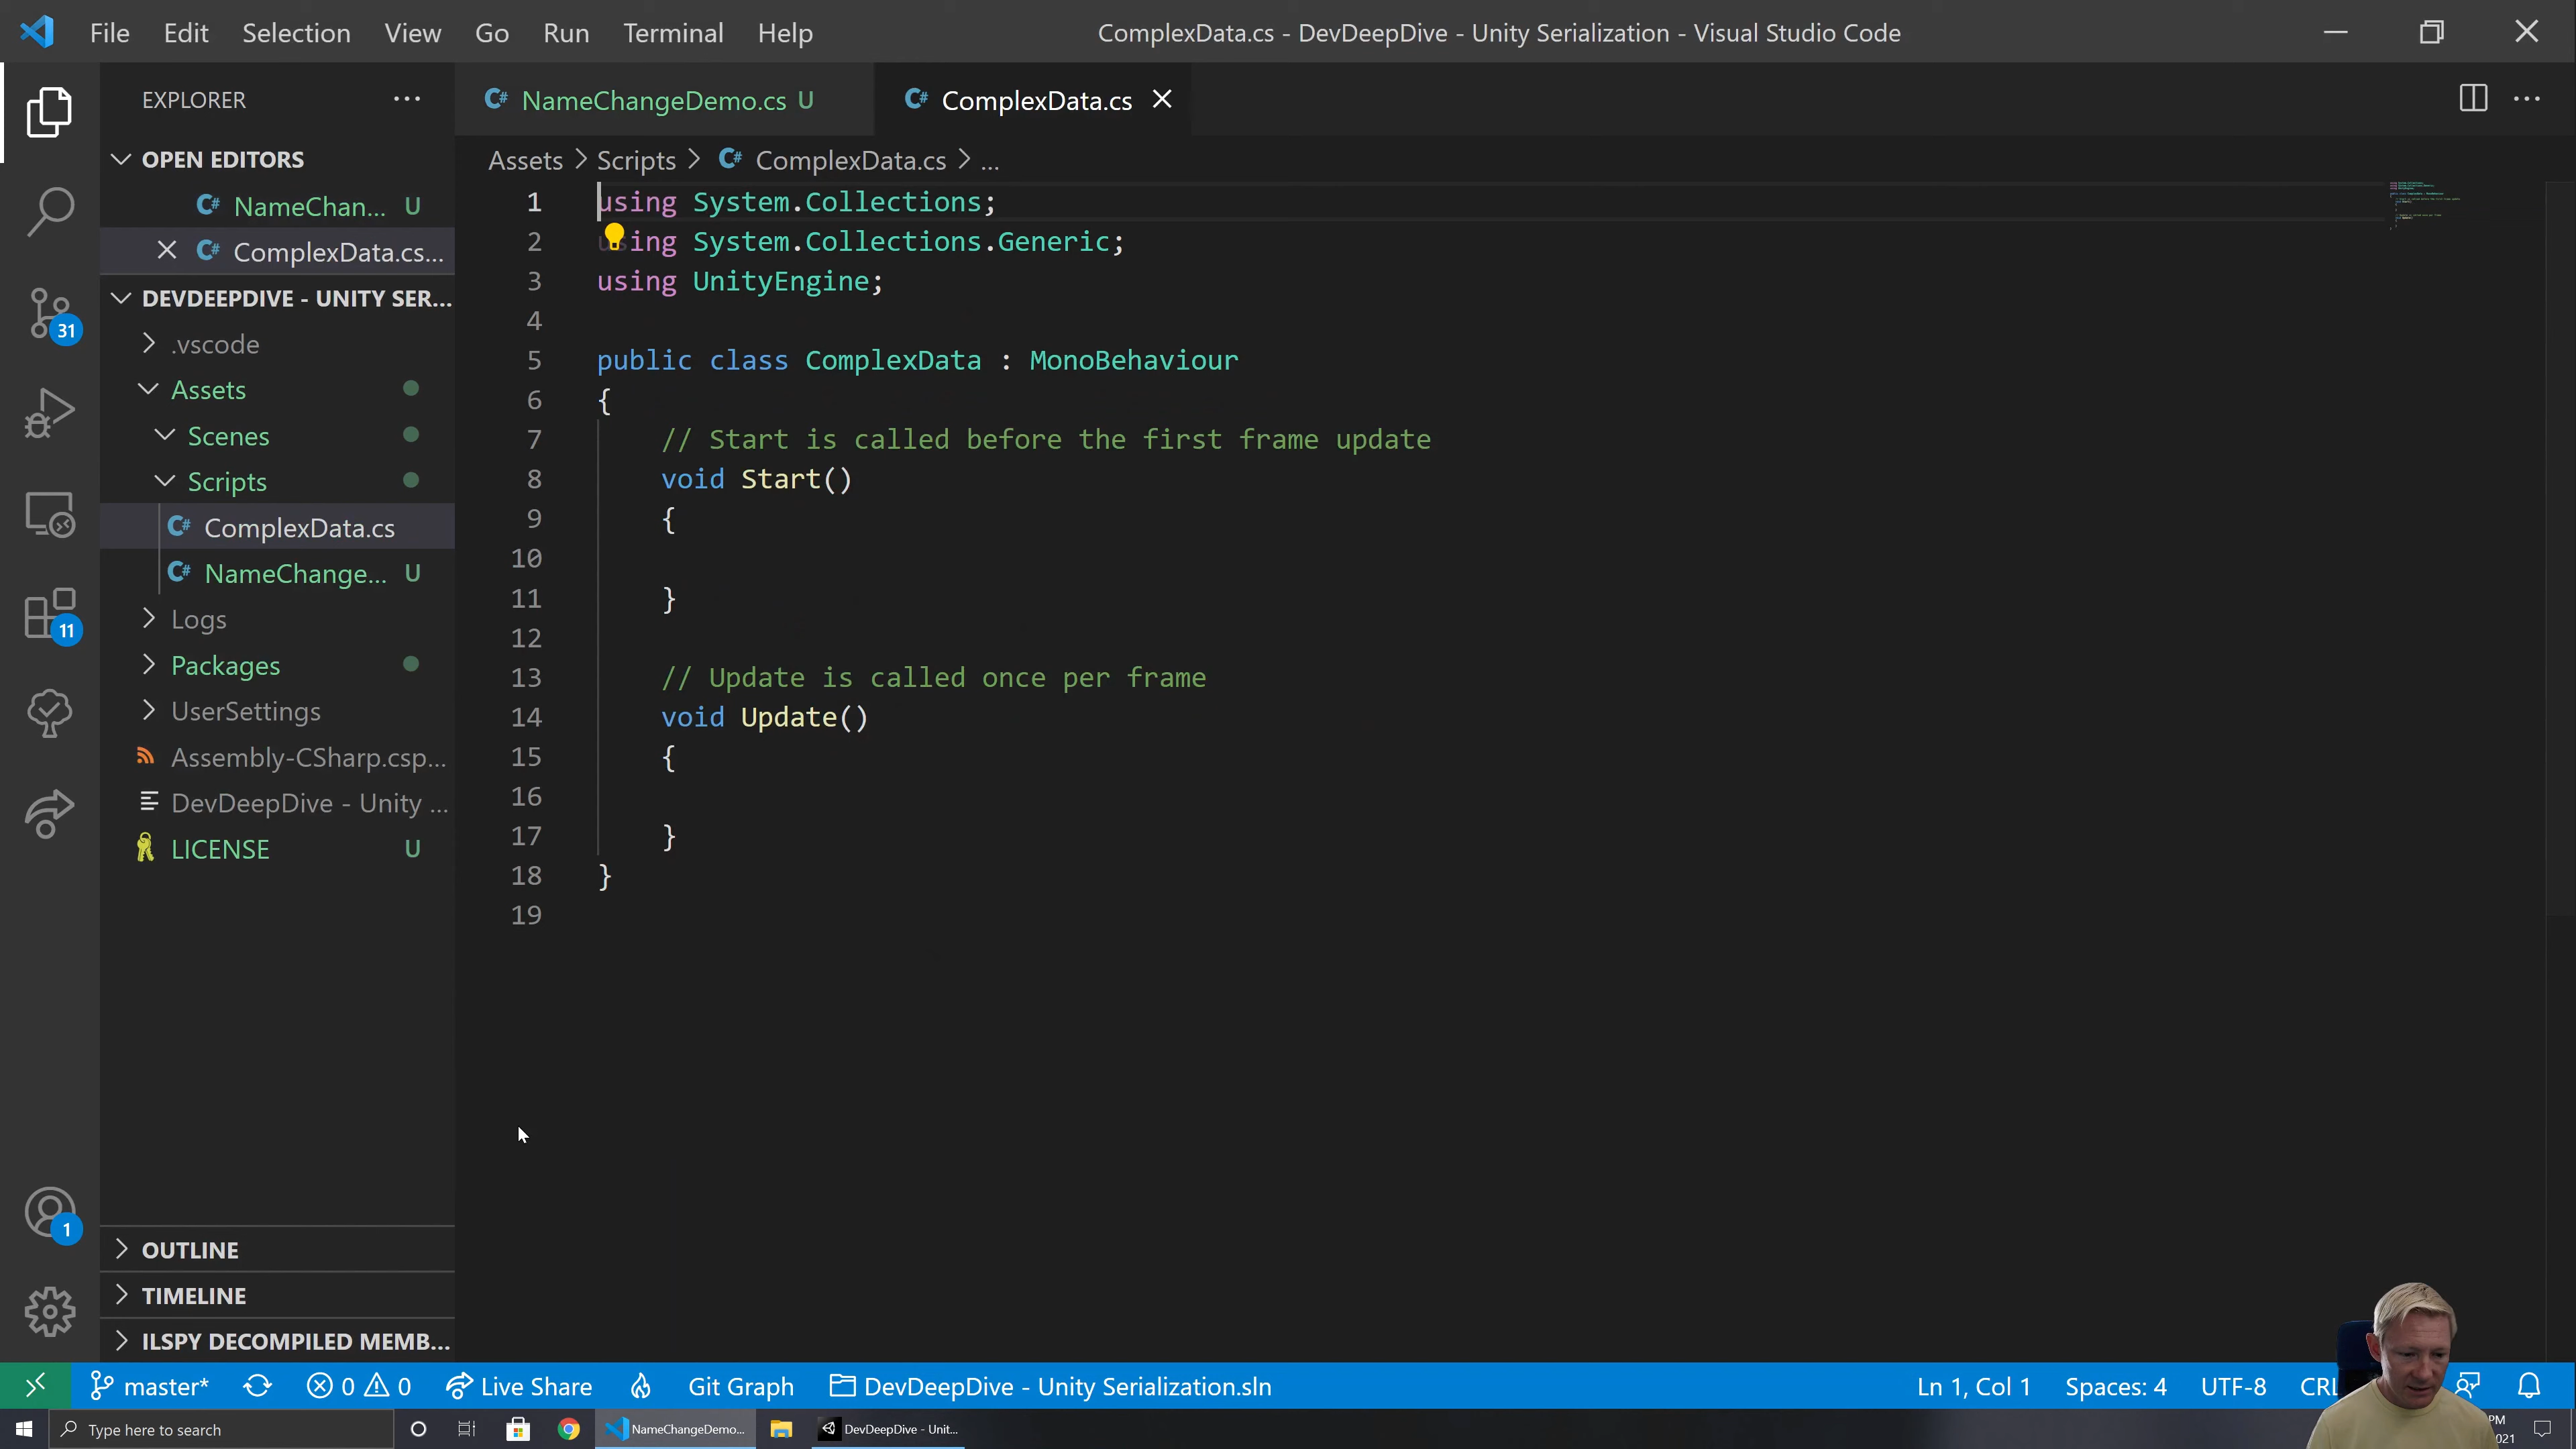 File Edit Selection View Go Run Terminal Help
ComplexData.cs - DevDeepDive - Unity Serialization - Visual Studio Code
EXPLORER
OPEN EDITORS
NameChan... U
ComplexData.cs...
DEVDEEPDIVE - UNITY SER...
.vscode
Assets
Scenes
Scripts
ComplexData.cs
NameChange... U
Logs
Packages
UserSettings
Assembly-CSharp.csp...
DevDeepDive - Unity ...
LICENSE U
OUTLINE
TIMELINE
ILSPY DECOMPILED MEMB...
31
11
1
NameChangeDemo.cs U
ComplexData.cs
Assets > Scripts > ComplexData.cs > ...
1 using System.Collections;
2 using System.Collections.Generic;
3 using UnityEngine;
4
5 public class ComplexData : MonoBehaviour
6 {
7 // Start is called before the first frame update
8 void Start()
9 {
10
11 }
12
13 // Update is called once per frame
14 void Update()
15 {
16
17 }
18 }
19
master* 0 0 Live Share Git Graph DevDeepDive - Unity Serialization.sln
Ln 1, Col 1 Spaces: 4 UTF-8
Type here to search
NameChangeDemo...
DevDeepDive - Unit...
PM